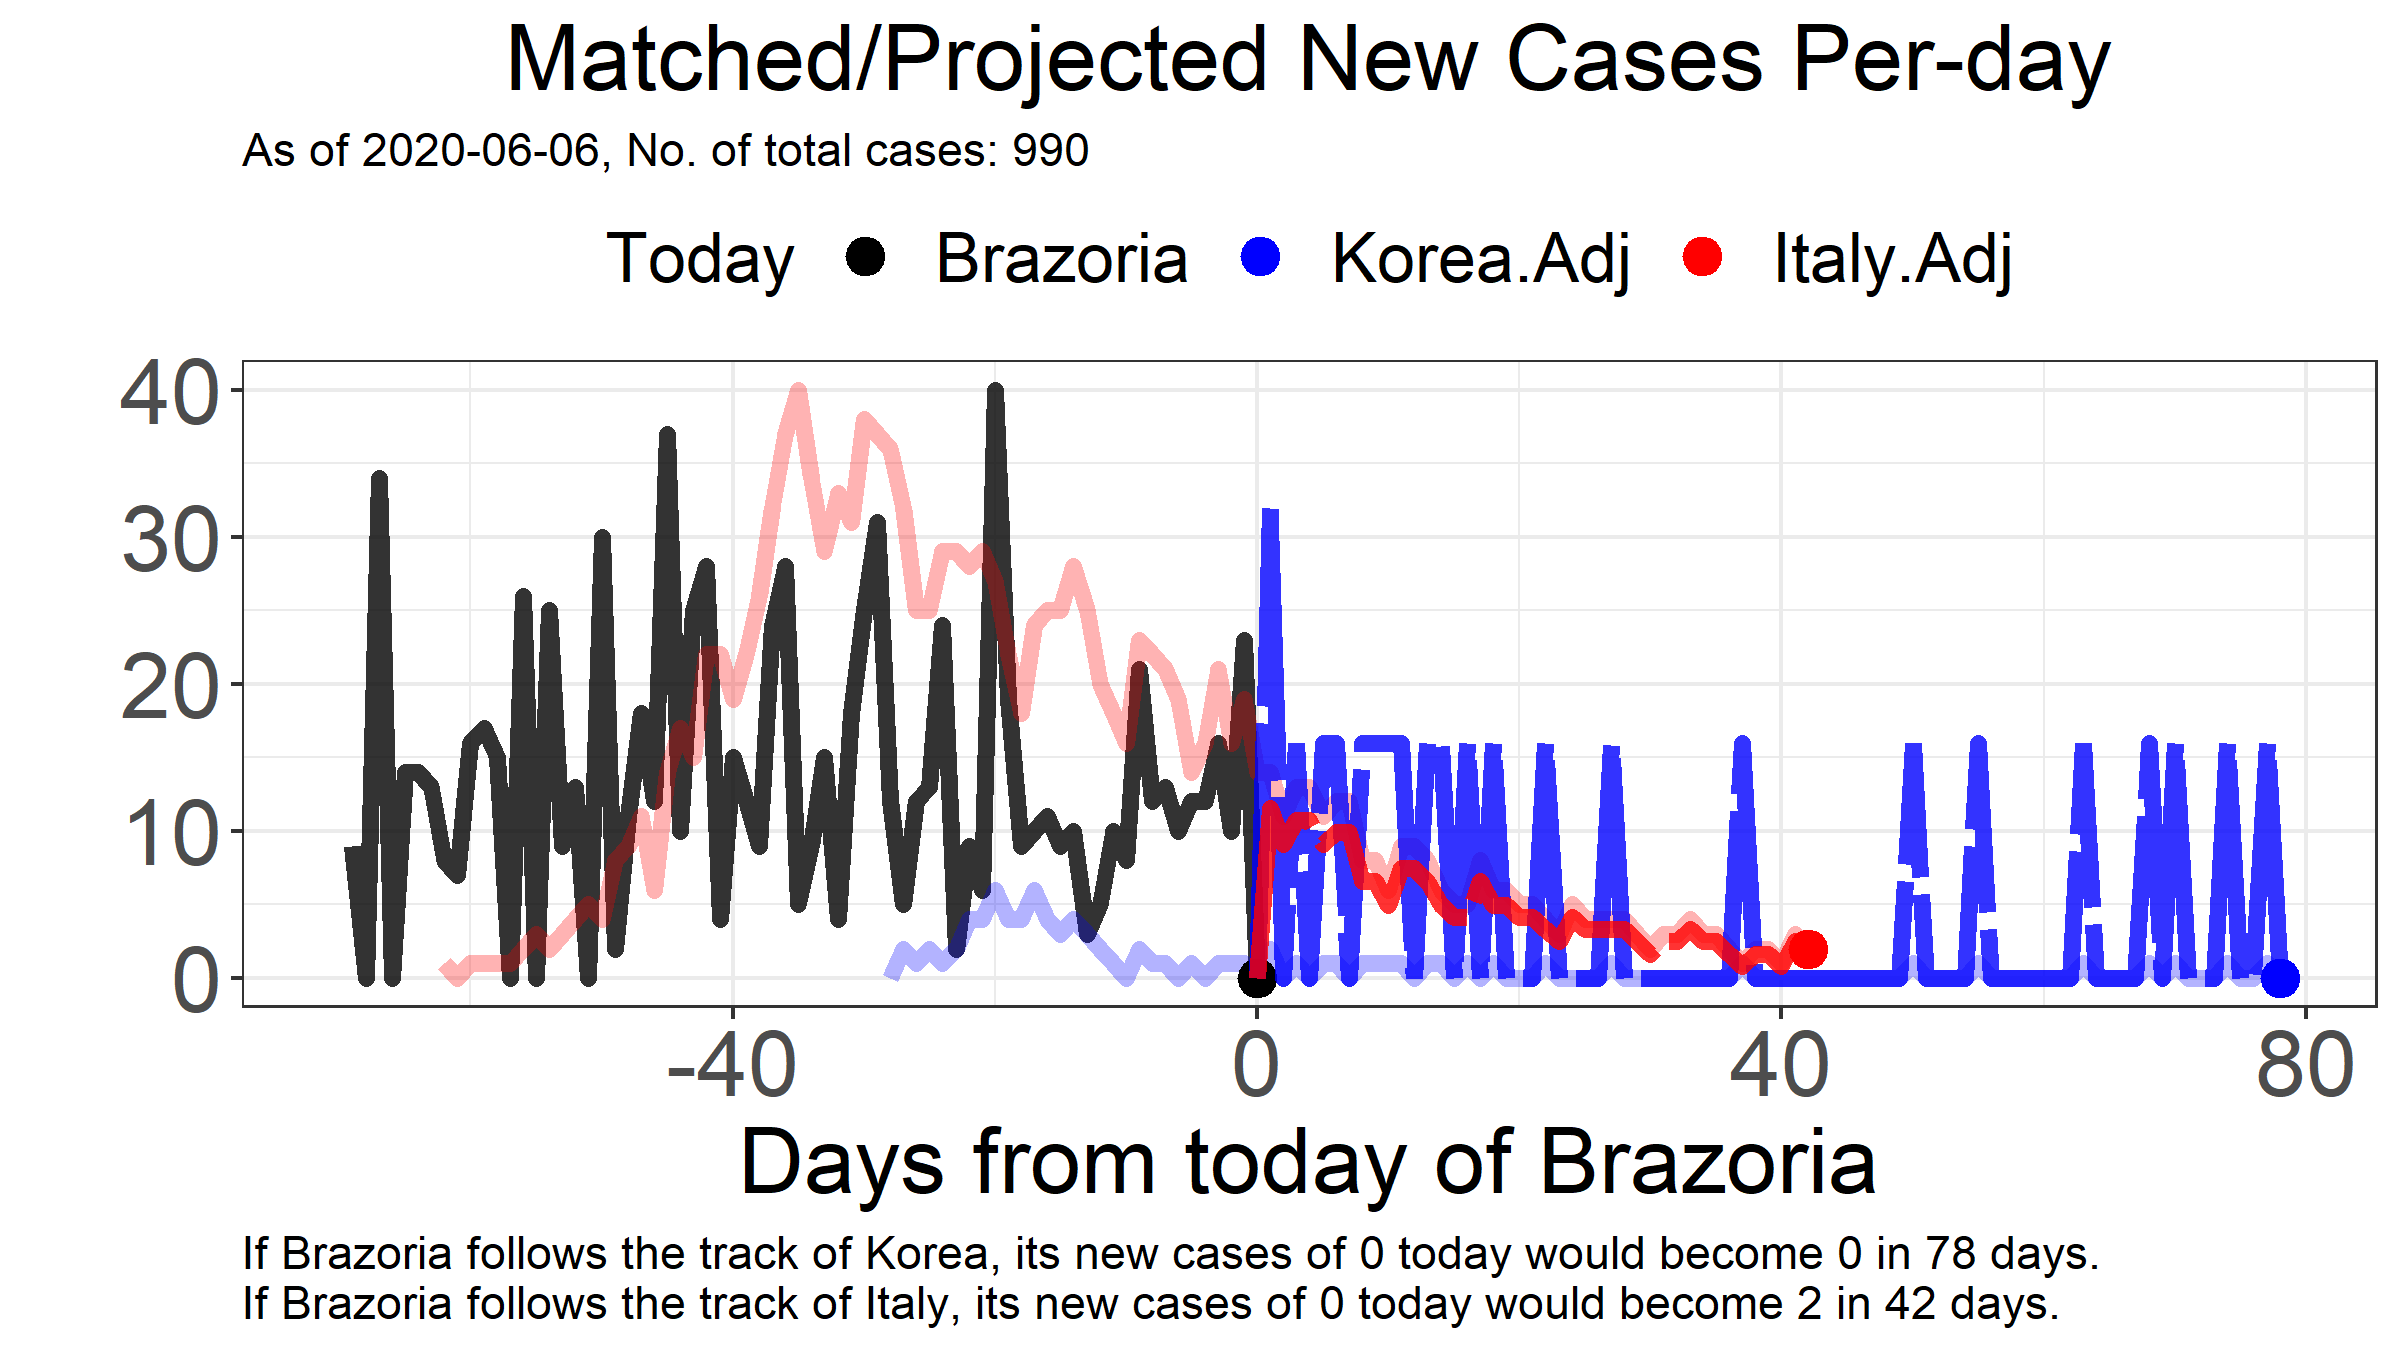 Matched/Projected New Cases Per-day
As of 2020-06-06, No. of total cases: 990
Today Brazoria Korea.Adj Italy.Adj
40
30
20
10
0
-40 0 40 80
Days from today of Brazoria
If Brazoria follows the track of Korea, its new cases of 0 today would become 0 in 78 days.
If Brazoria follows the track of Italy, its new cases of 0 today would become 2 in 42 days.